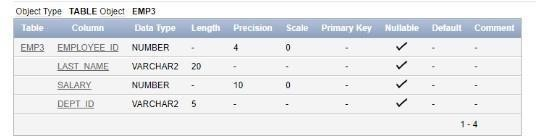 Object Type TABLE Object EMP3
Table Column Data Type Length Precision Scale Primary Key Nullable Default Comment
EMP3 EMPLOYEE_ID NUMBER - 4 0 - ✓ - -
LAST_NAME VARCHAR2 20 - - - ✓ - -
SALARY NUMBER - 10 0 - ✓ - -
DEPT_ID VARCHAR2 5 - - - ✓ - -
1 - 4